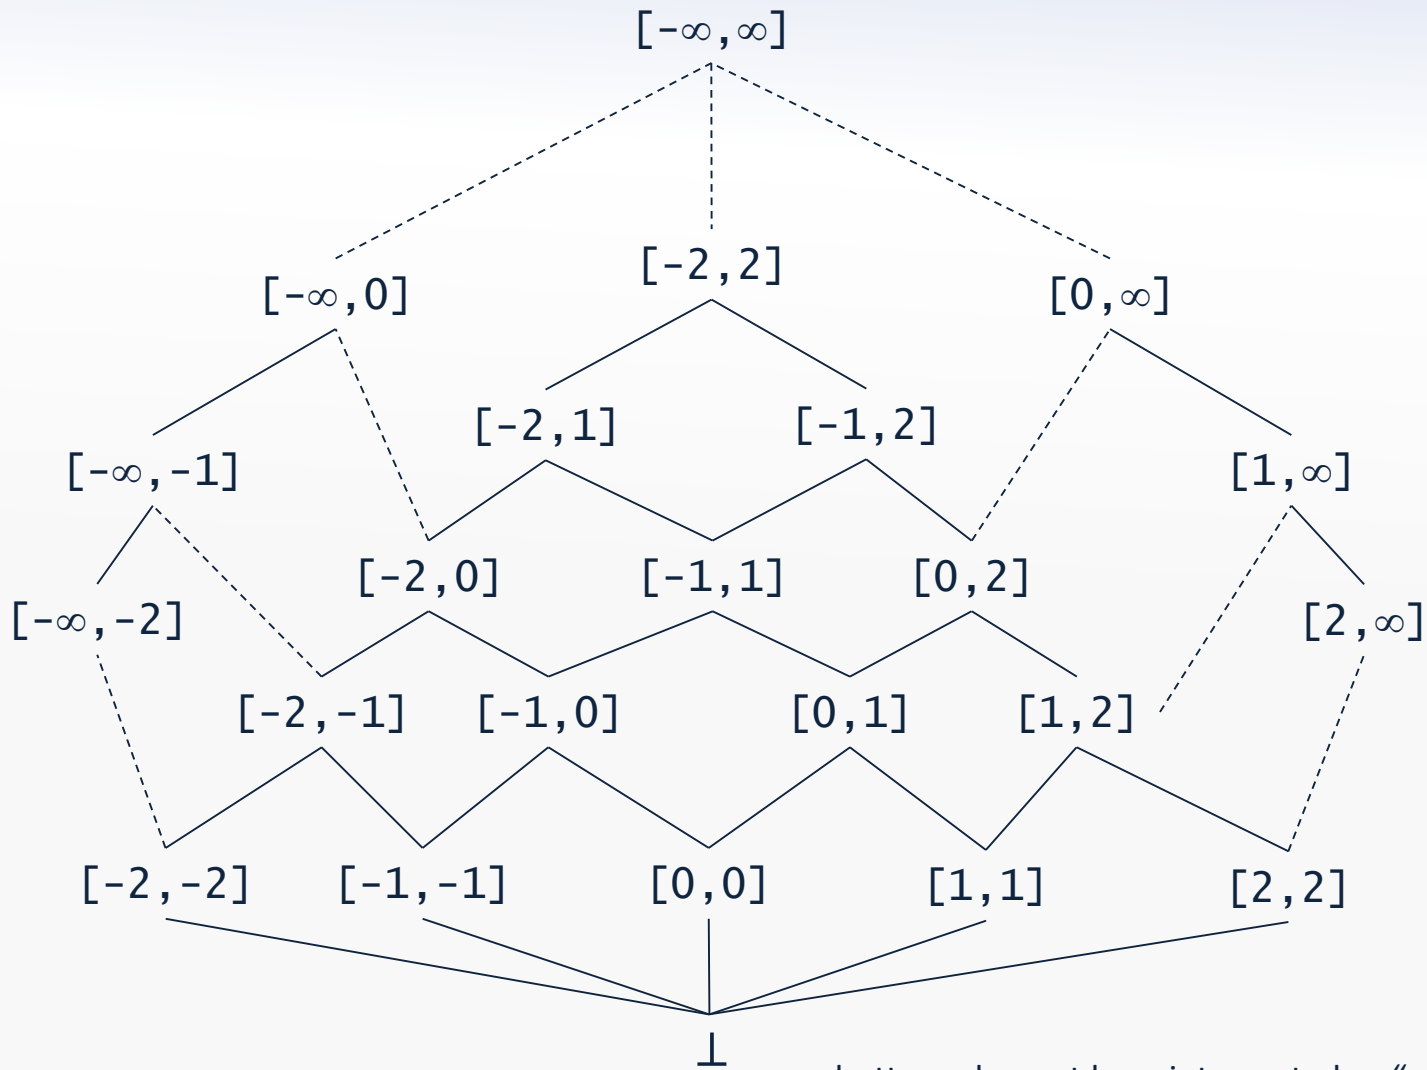 [-∞,∞]
[-2,2]
[-∞,0] [0,∞]
[-2,1] [-1,2]
[-∞,-1] [1,∞]
[-2,0] [-1,1] [0,2]
[-∞,-2] [2,∞]
[-2,-1] [-1,0] [0,1] [1,2]
[-2,-2] [-1,-1] [0,0] [1,1] [2,2]
⊥